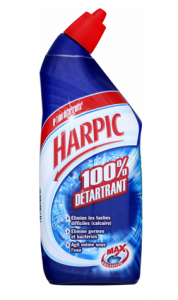 HARPIC
100%
DÉTARTRANT
Elimine les taches
difficiles (calcaire)
Elimine germes
et bactéries
Agit même sous
l'eau
MAX